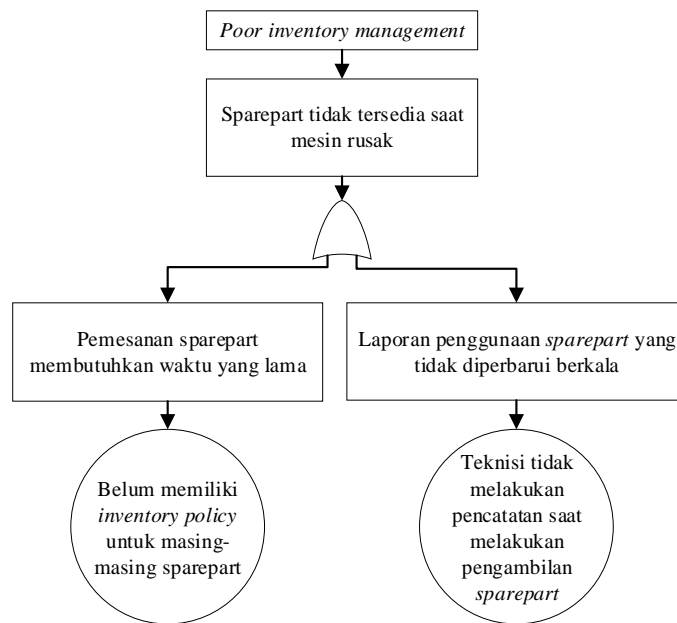 Poor inventory management
Sparepart tidak tersedia saat
mesin rusak
Pemesanan sparepart
membutuhkan waktu yang lama
Laporan penggunaan sparepart yang
tidak diperbarui berkala
Belum memiliki
inventory policy
untuk masing-
masing sparepart
Teknisi tidak
melakukan
pencatatan saat
melakukan
pengambilan
sparepart